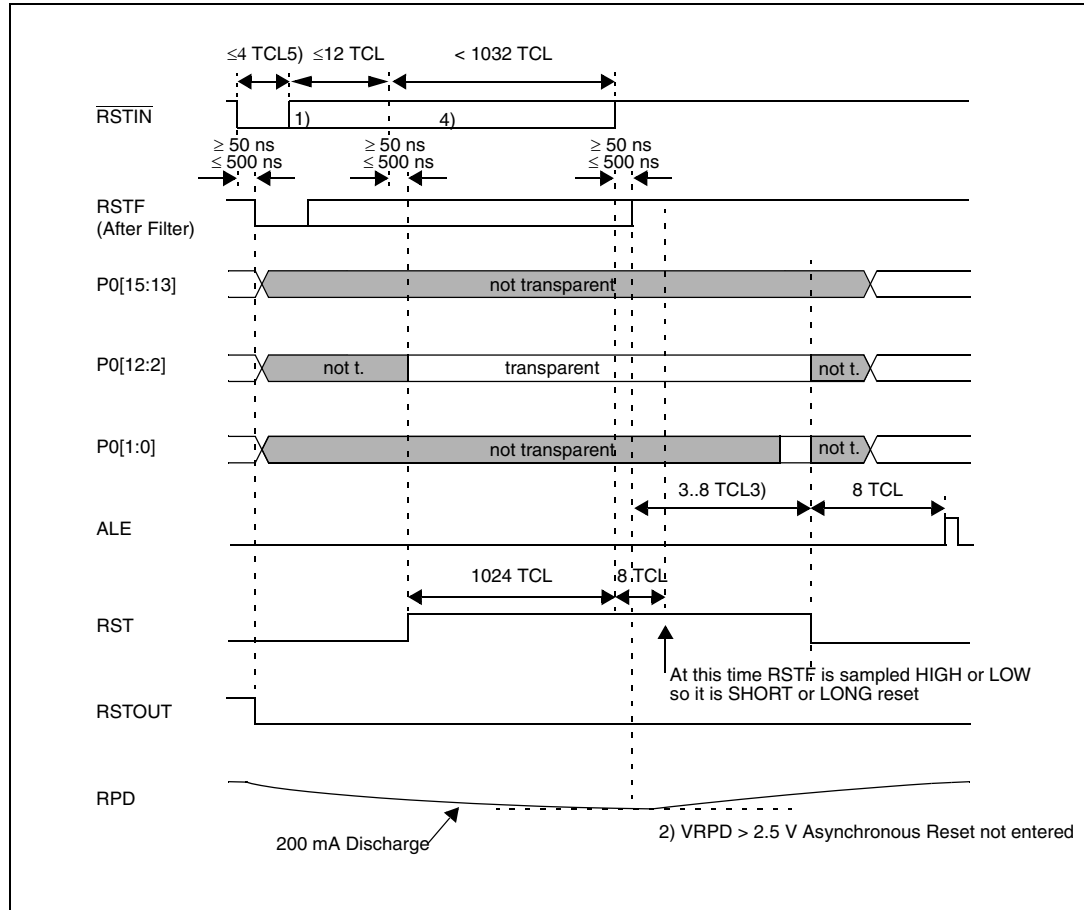 ≤4 TCL5) ≤12 TCL < 1032 TCL
RSTIN
1) 4)
≥ 50 ns ≥ 50 ns ≥ 50 ns
≤ 500 ns ≤ 500 ns ≤ 500 ns
RSTF
(After Filter)
P0[15:13]
not transparent
P0[12:2]
not t. transparent not t.
P0[1:0]
not transparent not t.
3..8 TCL3) 8 TCL
ALE
1024 TCL 8 TCL
RST
At this time RSTF is sampled HIGH or LOW
so it is SHORT or LONG reset
RSTOUT
RPD
200 mA Discharge
2) VRPD > 2.5 V Asynchronous Reset not entered